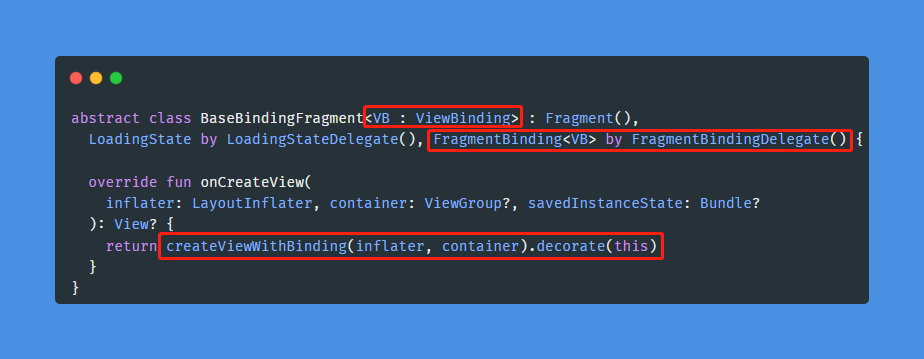 abstract class BaseBindingFragment<VB : ViewBinding> : Fragment(),
LoadingState by LoadingStateDelegate(), FragmentBinding<VB> by FragmentBindingDelegate() {
override fun onCreateView(
inflater: LayoutInflater, container: ViewGroup?, savedInstanceState: Bundle?
): View? {
return createViewWithBinding(inflater, container).decorate(this)
}
}